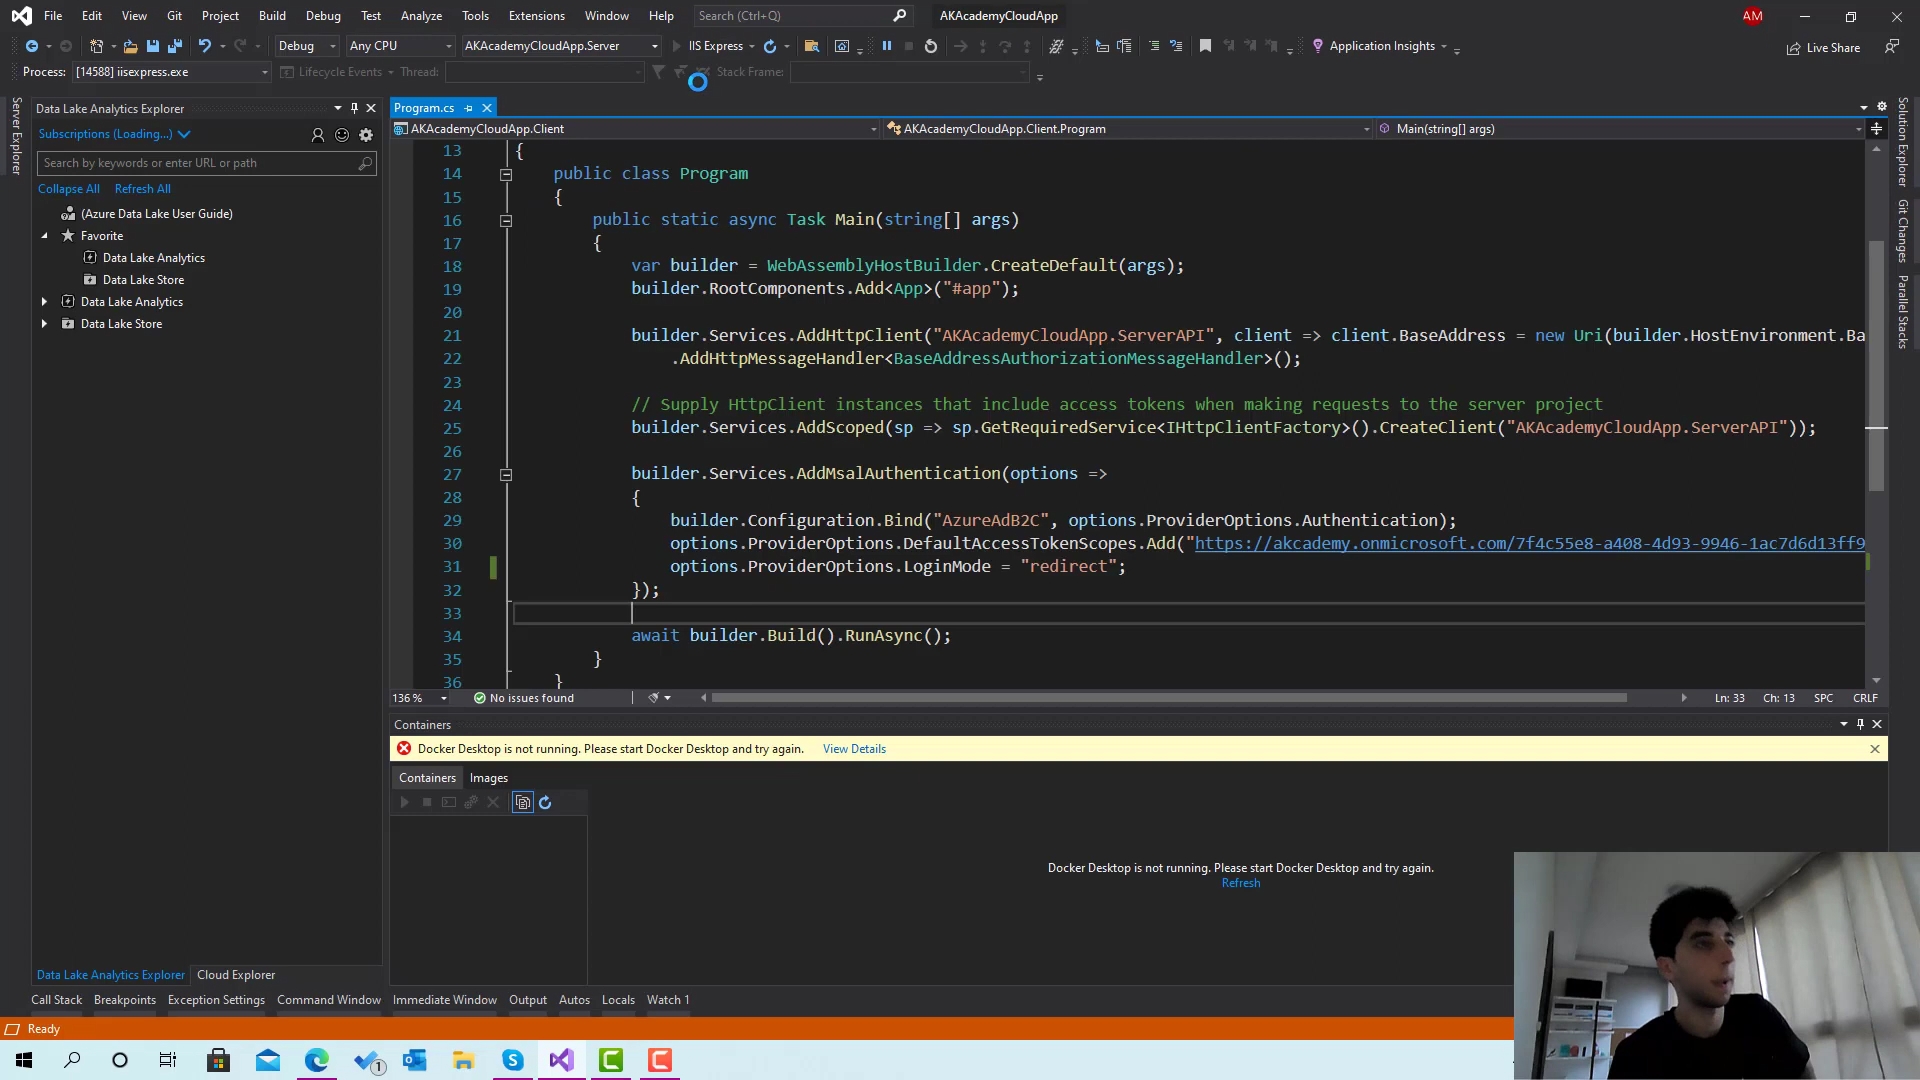 File Edit View Git Project Build Debug Test Analyze Tools Extensions Window Help Search (Ctrl+Q) AKAcademyCloudApp AM
Debug Any CPU AKAcademyCloudApp.Server IIS Express Application Insights Live Share
Process: [14588] iisexpress.exe Lifecycle Events Thread: Stack Frame:
Server Explorer
Data Lake Analytics Explorer
Subscriptions (Loading...)
Search by keywords or enter URL or path
Collapse All Refresh All
(Azure Data Lake User Guide)
Favorite
Data Lake Analytics
Data Lake Store
Data Lake Analytics
Data Lake Store
Data Lake Analytics Explorer Cloud Explorer
Program.cs
AKAcademyCloudApp.Client AKAcademyCloudApp.Client.Program Main(string[] args)
13 {
14 public class Program
15 {
16 public static async Task Main(string[] args)
17 {
18 var builder = WebAssemblyHostBuilder.CreateDefault(args);
19 builder.RootComponents.Add<App>("#app");
20
21 builder.Services.AddHttpClient("AKAcademyCloudApp.ServerAPI", client => client.BaseAddress = new Uri(builder.HostEnvironment.Ba
22 .AddHttpMessageHandler<BaseAddressAuthorizationMessageHandler>();
23
24 // Supply HttpClient instances that include access tokens when making requests to the server project
25 builder.Services.AddScoped(sp => sp.GetRequiredService<IHttpClientFactory>().CreateClient("AKAcademyCloudApp.ServerAPI"));
26
27 builder.Services.AddMsalAuthentication(options =>
28 {
29 builder.Configuration.Bind("AzureAdB2C", options.ProviderOptions.Authentication);
30 options.ProviderOptions.DefaultAccessTokenScopes.Add("https://akcademy.onmicrosoft.com/7f4c55e8-a408-4d93-9946-1ac7d6d13ff9
31 options.ProviderOptions.LoginMode = "redirect";
32 });
33
34 await builder.Build().RunAsync();
35 }
36 }
136 % No issues found Ln: 33 Ch: 13 SPC CRLF
Solution Explorer
Git Changes
Parallel Stacks
Containers
Docker Desktop is not running. Please start Docker Desktop and try again. View Details
Containers Images
Docker Desktop is not running. Please start Docker Desktop and try again.
Refresh
Call Stack Breakpoints Exception Settings Command Window Immediate Window Output Autos Locals Watch 1
Ready
1